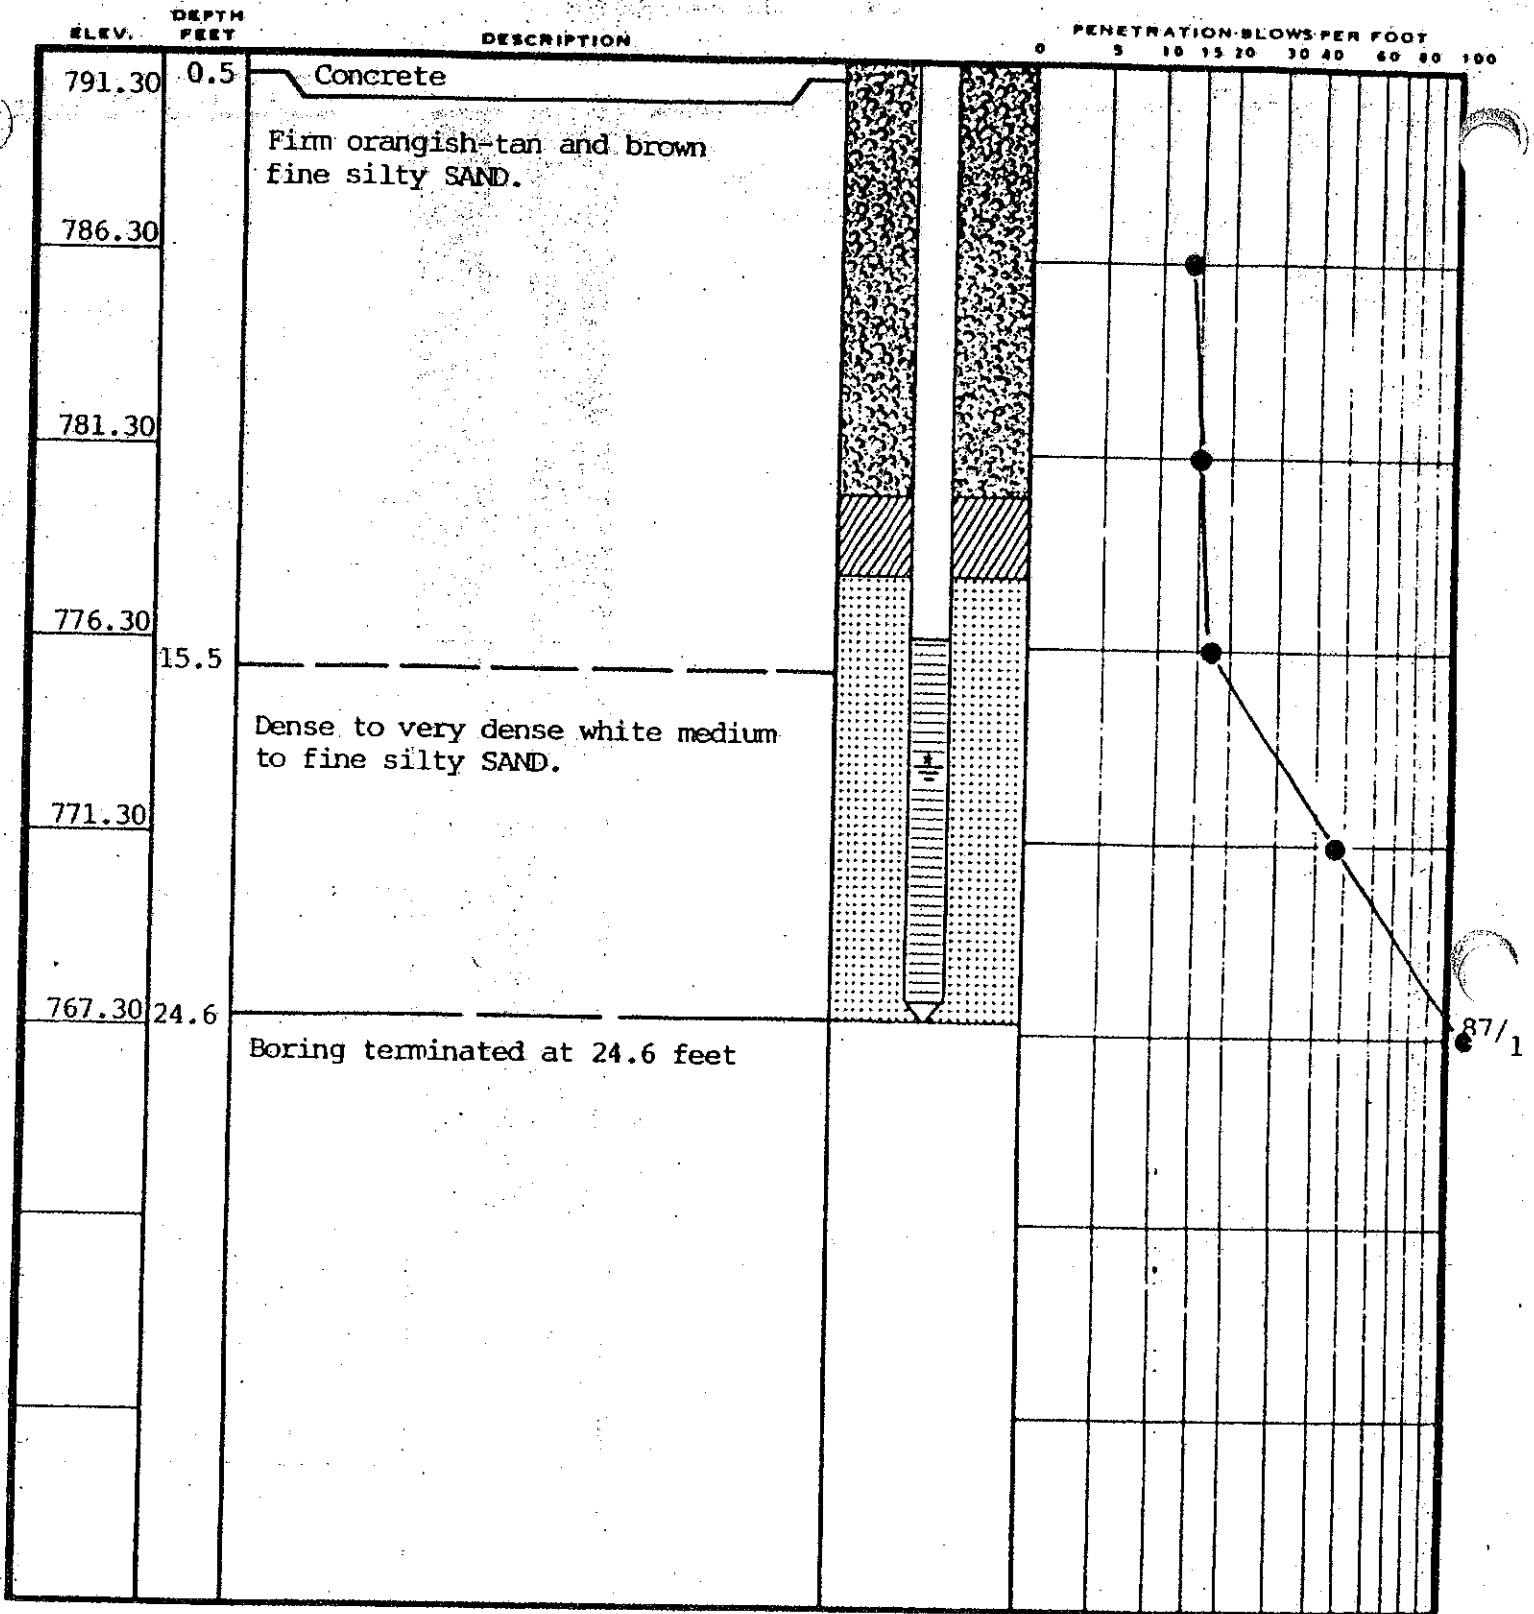 ELEV. DEPTH FEET DESCRIPTION PENETRATION-BLOWS PER FOOT
0 5 10 15 20 30 40 60 80 100
791.30 0.5 Concrete
Firm orangish-tan and brown
fine silty SAND.
786.30
781.30
776.30
15.5
Dense to very dense white medium
to fine silty SAND.
771.30
767.30 24.6
87/1
Boring terminated at 24.6 feet